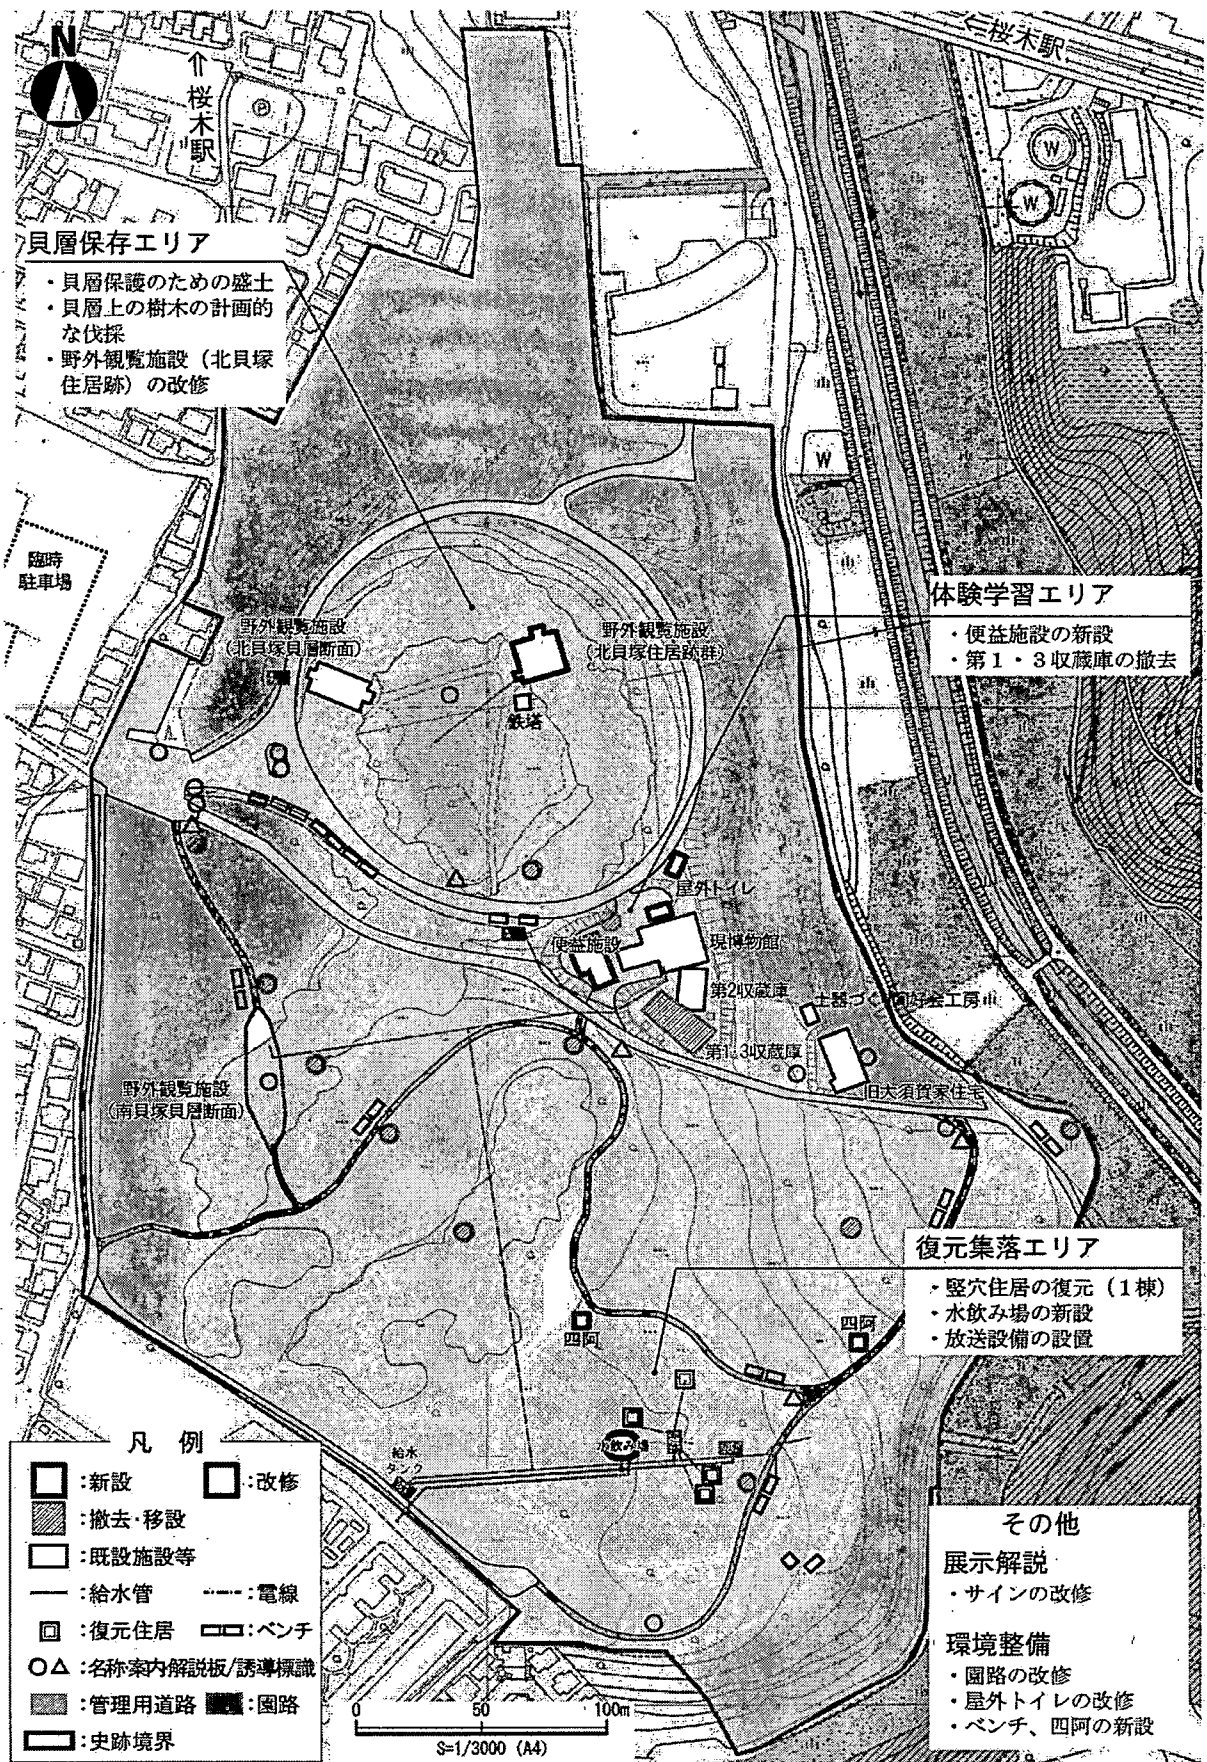 N
⇐桜木駅
⇑桜木駅
P
W
W
貝層保存エリア
・貝層保護のための盛土
・貝層上の樹木の計画的
な伐採
・野外観覧施設（北貝塚
住居跡）の改修
W
臨時
駐車場
体験学習エリア
・便益施設の新設
・第１・３収蔵庫の撤去
野外観覧施設
（北貝塚貝層断面）
野外観覧施設
（北貝塚住居跡群）
鉄塔
屋外トイレ
便益施設
現博物館
第2収蔵庫
第1･3収蔵庫
旧大須賀家住宅
野外観覧施設
（南貝塚貝層断面）
復元集落エリア
・竪穴住居の復元（１棟）
・水飲み場の新設
・放送設備の設置
四阿
四阿
水飲み場
給水
凡 例
:新設
:改修
:撤去･移設
:既設施設等
:給水管
:電線
:復元住居
:ベンチ
○△:名称案内解説板/誘導標識
:管理用道路
:園路
:史跡境界
0 50 100m
S=1/3000 (A4)
その他
展示解説
・サインの改修
環境整備
・園路の改修
・屋外トイレの改修
・ベンチ、四阿の新設